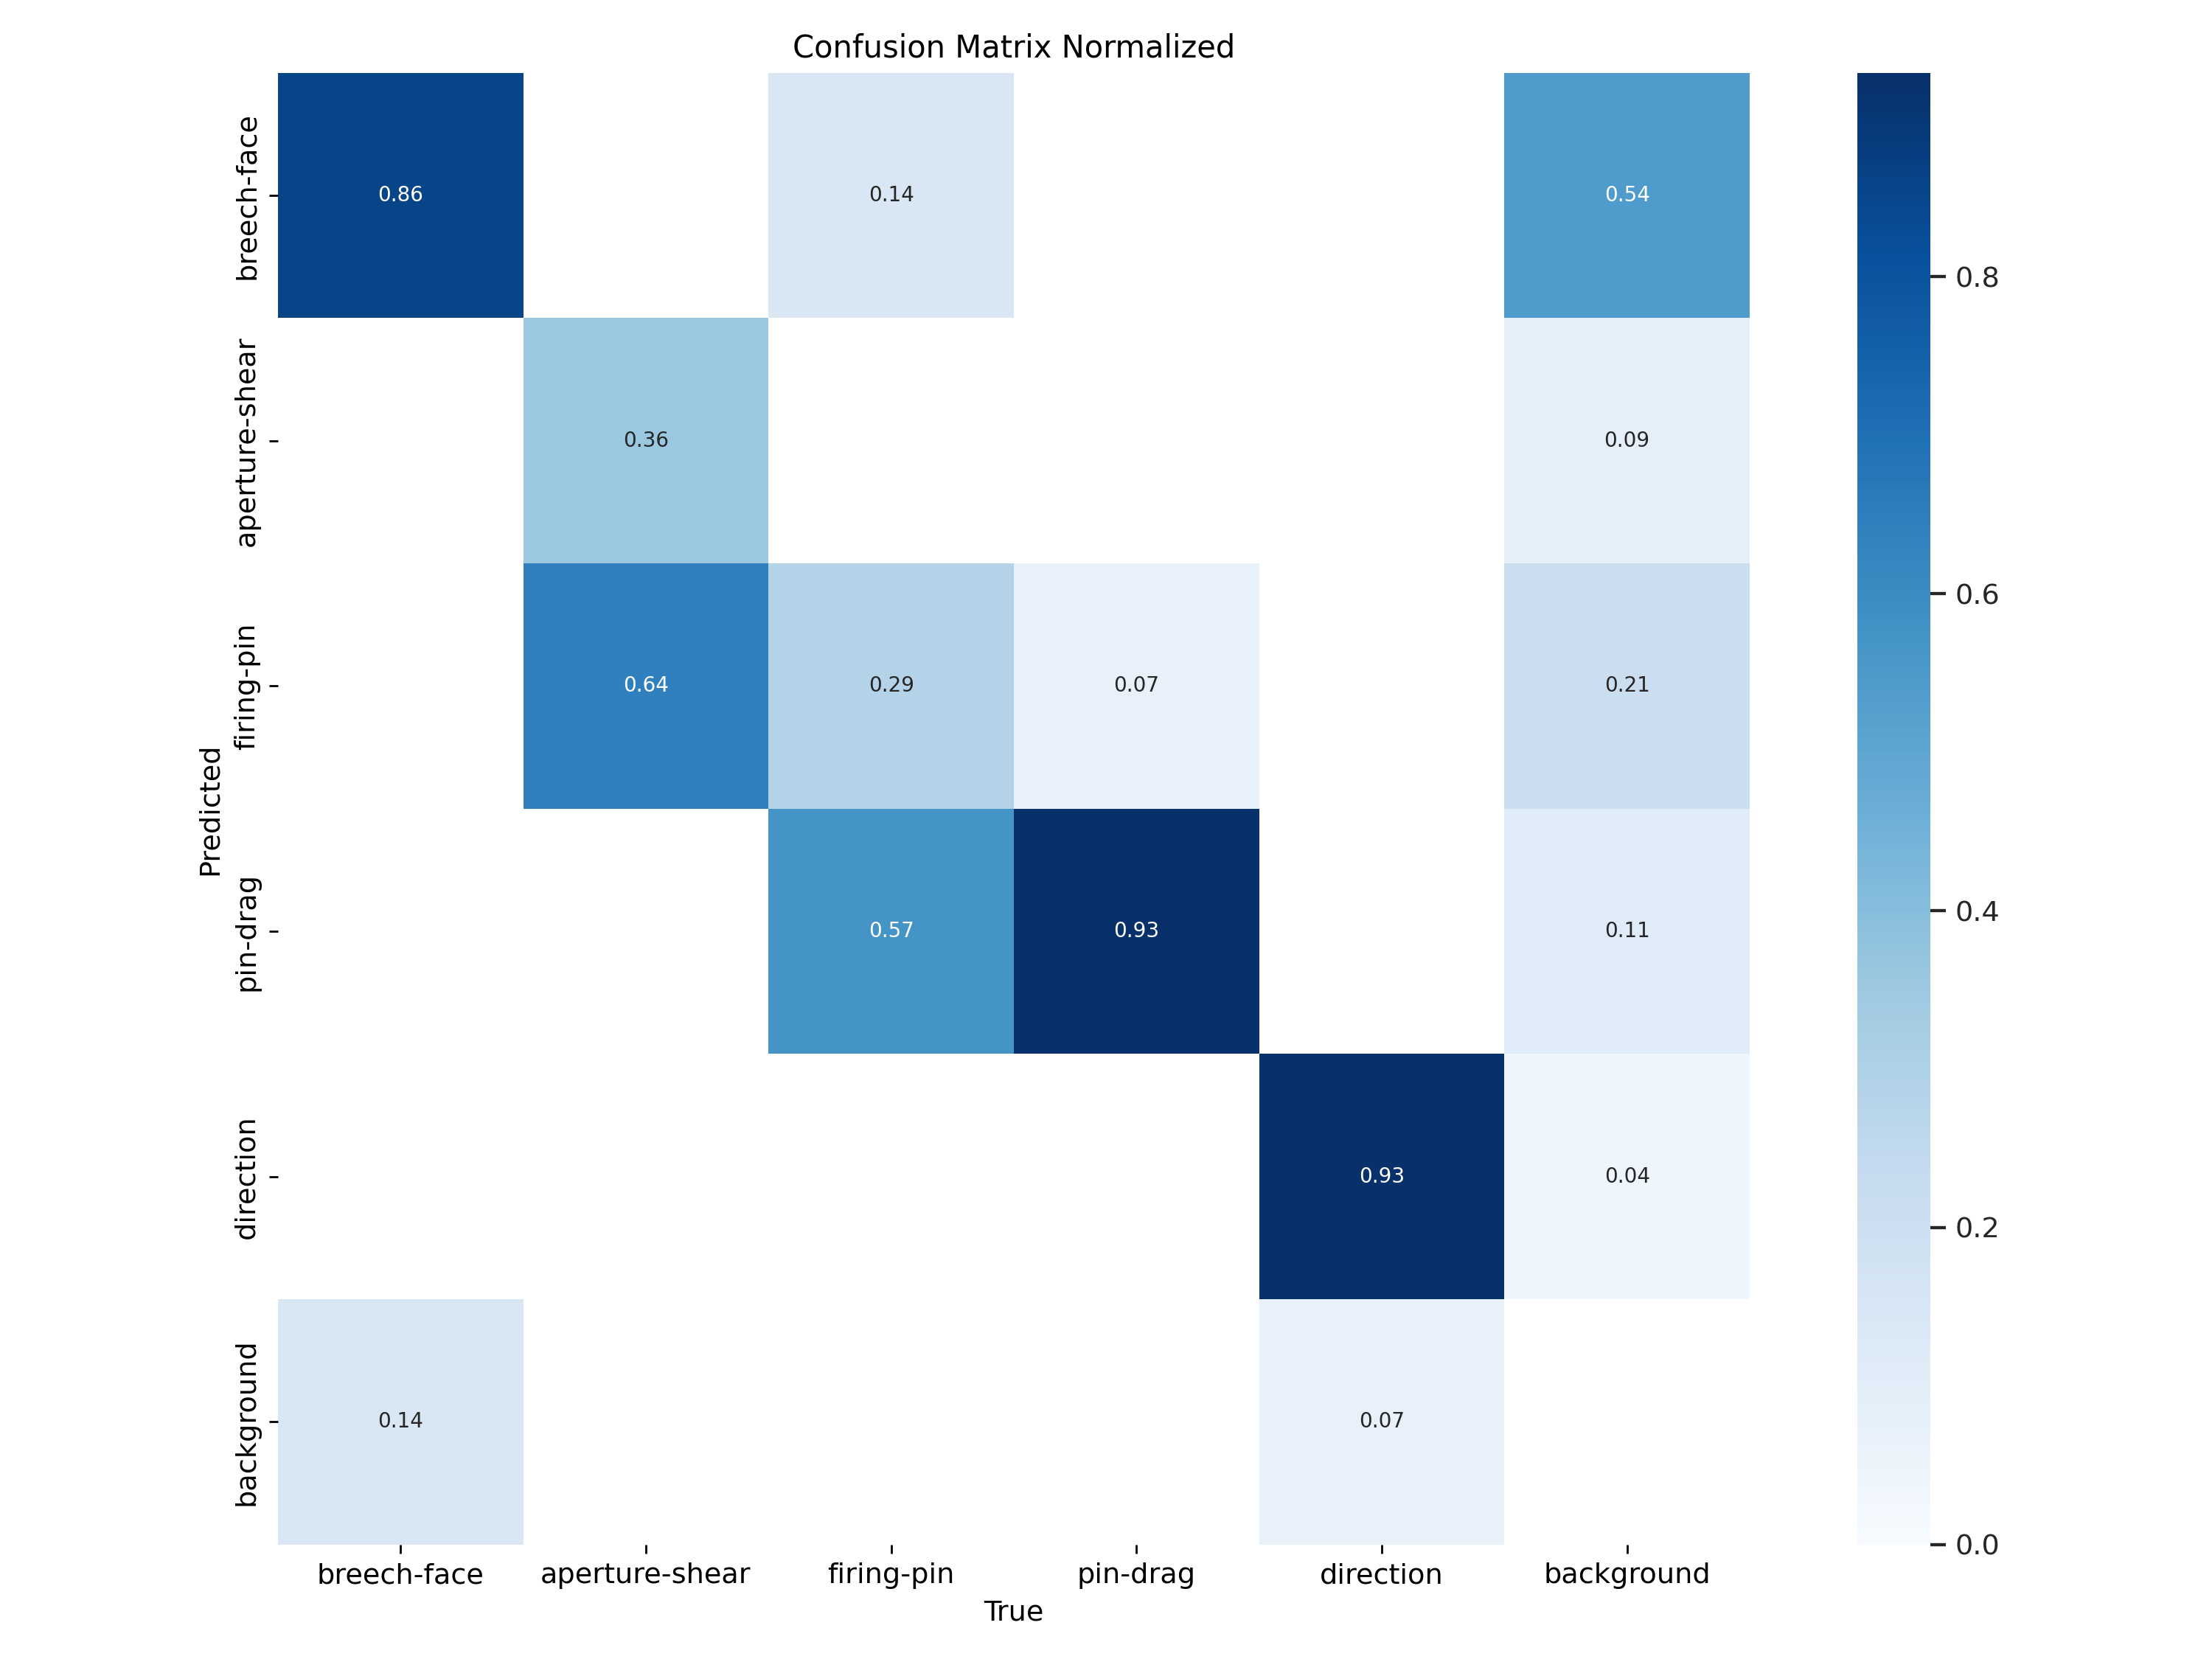 Confusion Matrix Normalized
breech-face
0.86
0.14
0.54
aperture-shear
0.36
0.09
firing-pin
0.64
0.29
0.07
0.21
pin-drag
0.57
0.93
0.11
direction
0.93
0.04
background
0.14
0.07
Predicted
breech-face
aperture-shear
firing-pin
pin-drag
direction
background
True
0.8
0.6
0.4
0.2
0.0